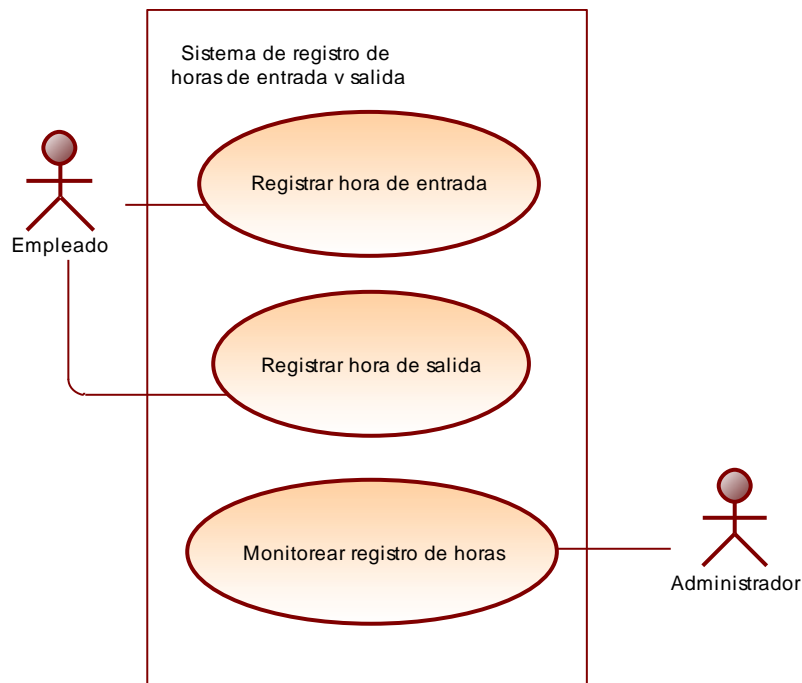 Sistema de registro de
horas de entrada v salida
Registrar hora de entrada
Empleado
Registrar hora de salida
Monitorear registro de horas
Administrador